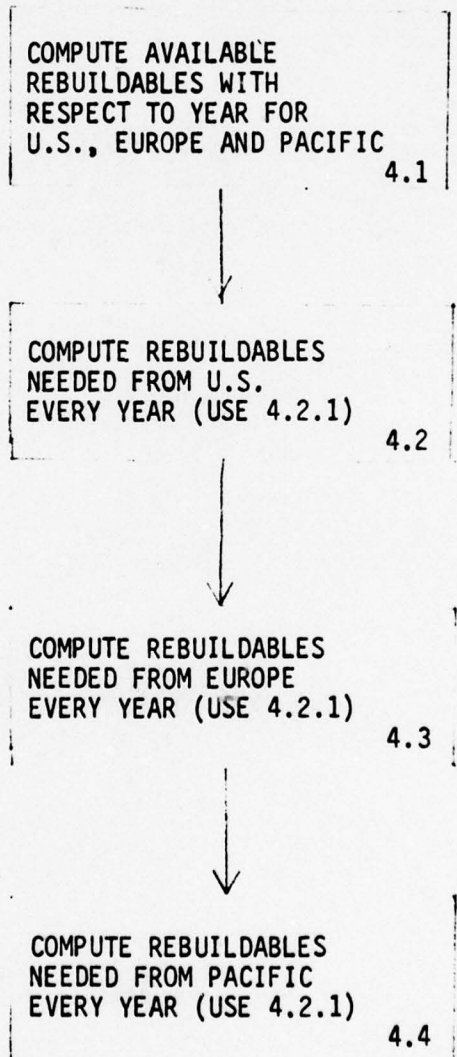 COMPUTE AVAILABLE
REBUILDABLES WITH
RESPECT TO YEAR FOR
U.S., EUROPE AND PACIFIC
4.1
COMPUTE REBUILDABLES
NEEDED FROM U.S.
EVERY YEAR (USE 4.2.1)
4.2
COMPUTE REBUILDABLES
NEEDED FROM EUROPE
EVERY YEAR (USE 4.2.1)
4.3
COMPUTE REBUILDABLES
NEEDED FROM PACIFIC
EVERY YEAR (USE 4.2.1)
4.4